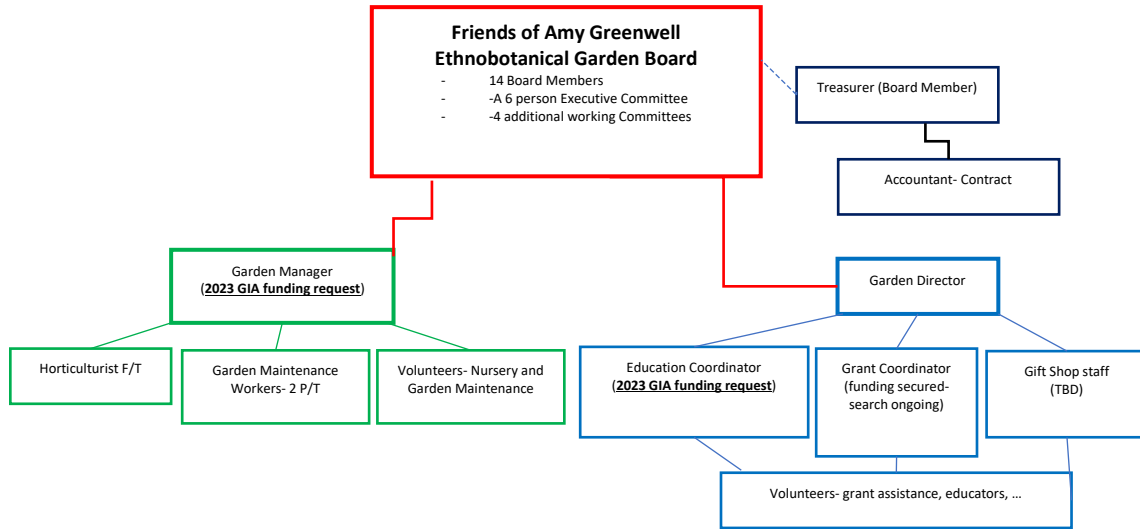 Friends of Amy Greenwell
Ethnobotanical Garden Board
- 14 Board Members
- -A 6 person Executive Committee
- -4 additional working Committees
Treasurer (Board Member)
Accountant- Contract
Garden Manager
(2023 GIA funding request)
Garden Director
Horticulturist F/T
Garden Maintenance
Workers- 2 P/T
Volunteers- Nursery and
Garden Maintenance
Education Coordinator
(2023 GIA funding request)
Grant Coordinator
(funding secured-
search ongoing)
Gift Shop staff
(TBD)
Volunteers- grant assistance, educators, …